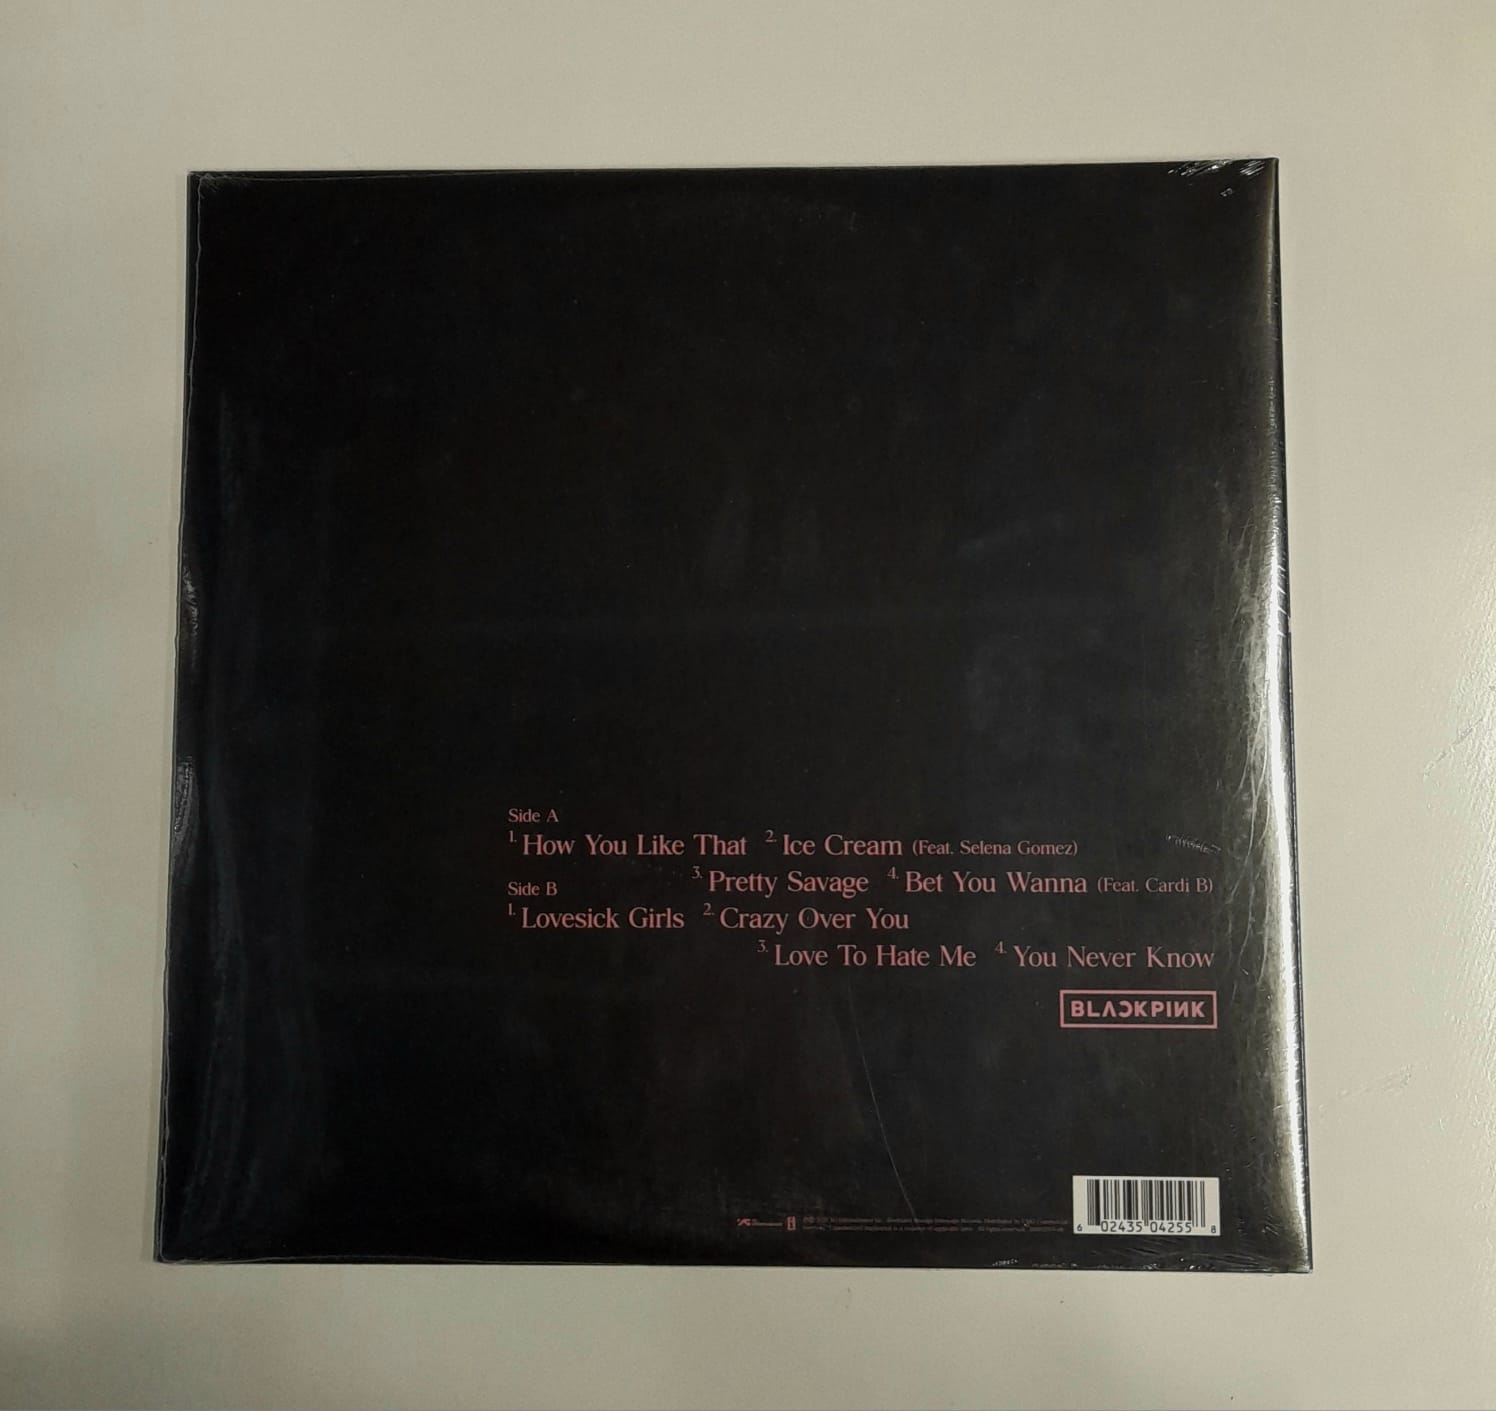 Side A
1. How You Like That 2. Ice Cream (Feat. Selena Gomez)
3. Pretty Savage 4. Bet You Wanna (Feat. Cardi B)
Side B
1. Lovesick Girls 2. Crazy Over You
3. Love To Hate Me 4. You Never Know
BLACKPINK
6 02435 04255 8